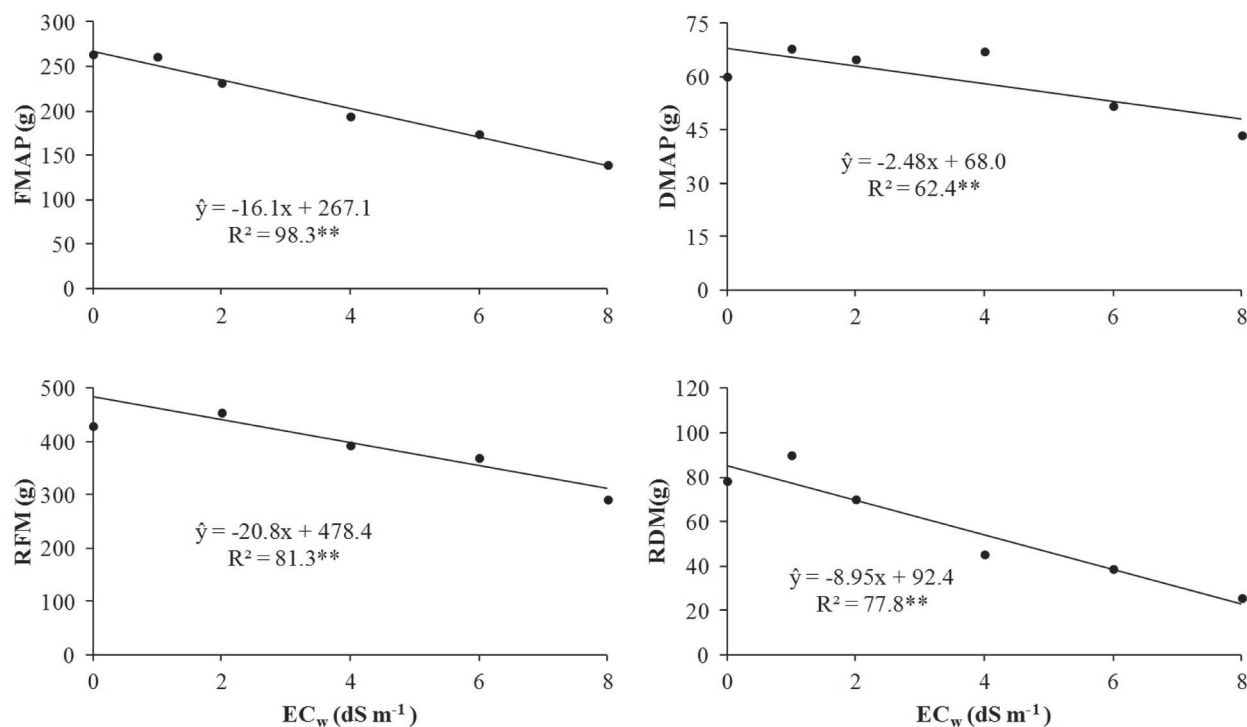 300
250
200
150
100
50
0
FMAP (g)
ŷ = -16.1x + 267.1
R² = 98.3**
0 2 4 6 8
75
60
45
30
15
0
DMAP (g)
ŷ = -2.48x + 68.0
R² = 62.4**
0 2 4 6 8
500
400
300
200
100
0
RFM (g)
ŷ = -20.8x + 478.4
R² = 81.3**
0 2 4 6 8
ECw (dS m⁻¹)
120
100
80
60
40
20
0
RDM(g)
ŷ = -8.95x + 92.4
R² = 77.8**
0 2 4 6 8
ECw (dS m⁻¹)